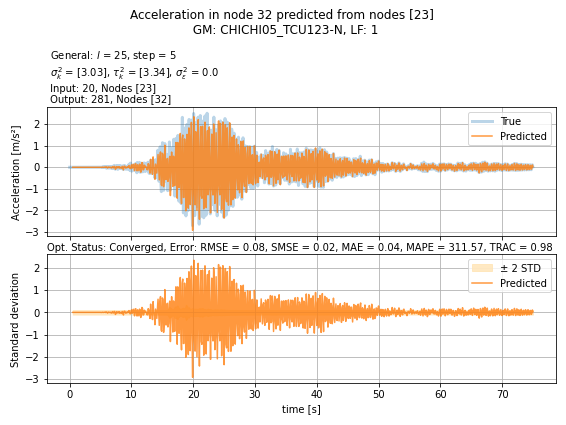 Acceleration in node 32 predicted from nodes [23]
GM: CHICHI05_TCU123-N, LF: 1
General: l = 25, step = 5
σ²ₖ = [3.03], τ²ₖ = [3.34], σ²ε = 0.0
Input: 20, Nodes [23]
Output: 281, Nodes [32]
True
Predicted
Acceleration [m/s²]
2
1
0
−1
−2
−3
Opt. Status: Converged, Error: RMSE = 0.08, SMSE = 0.02, MAE = 0.04, MAPE = 311.57, TRAC = 0.98
± 2 STD
Predicted
Standard deviation
2
1
0
−1
−2
−3
0 10 20 30 40 50 60 70
time [s]